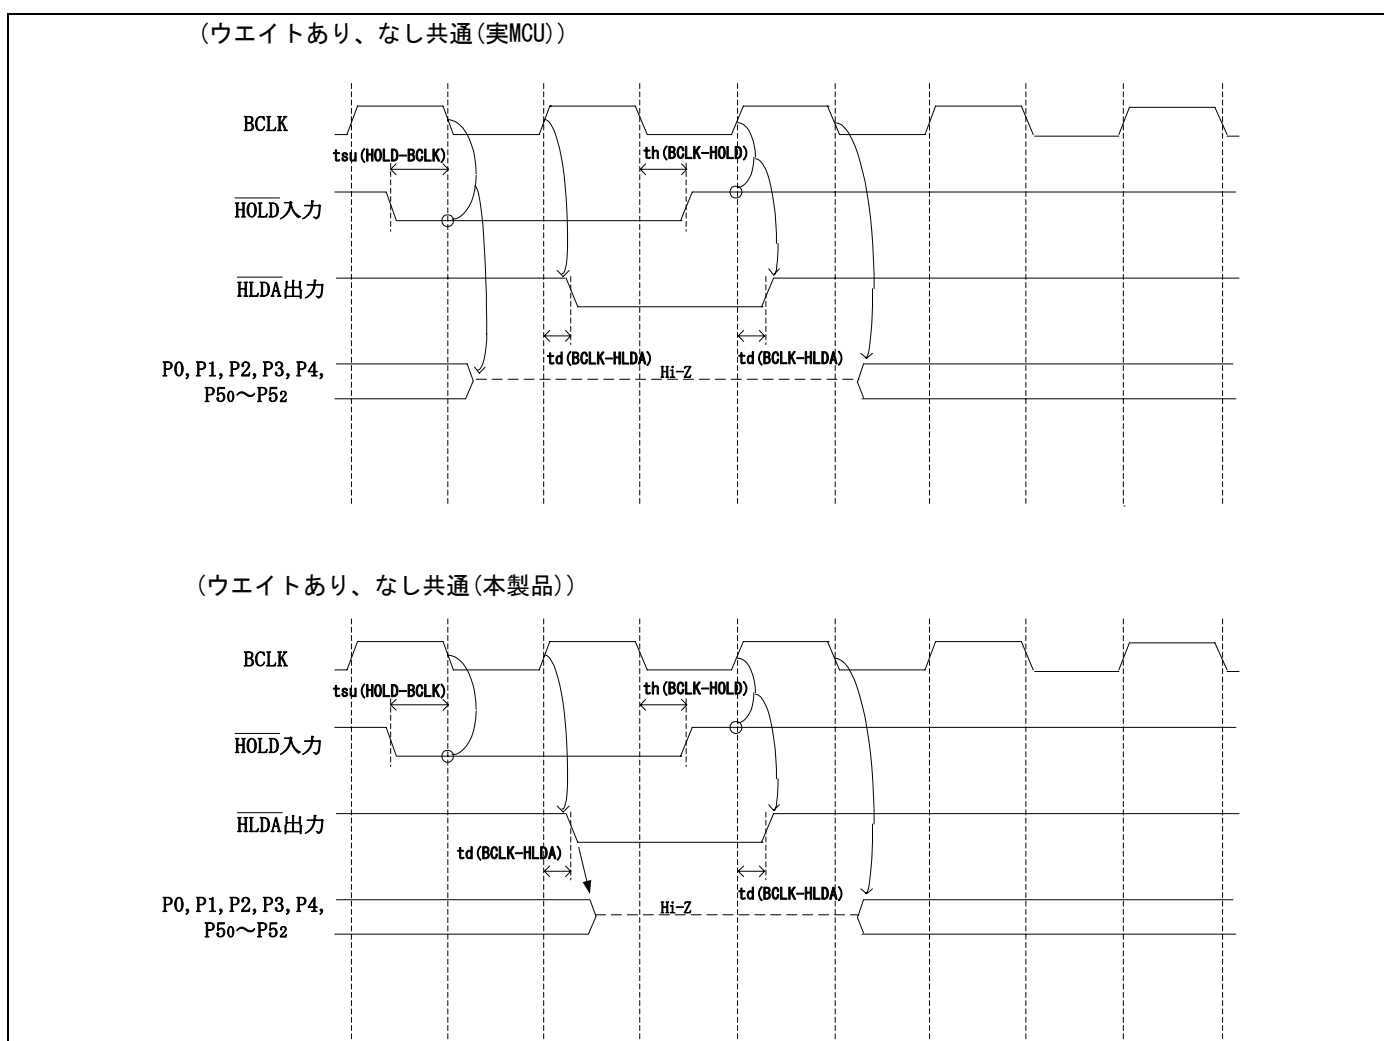 (ウエイトあり、なし共通(実MCU))
BCLK
tsu(HOLD-BCLK)
th(BCLK-HOLD)
HOLD入力
HLDA出力
td(BCLK-HLDA)
td(BCLK-HLDA)
P0, P1, P2, P3, P4,
P50～P52
Hi-Z
(ウエイトあり、なし共通(本製品))
BCLK
tsu(HOLD-BCLK)
th(BCLK-HOLD)
HOLD入力
HLDA出力
td(BCLK-HLDA)
td(BCLK-HLDA)
P0, P1, P2, P3, P4,
P50～P52
Hi-Z